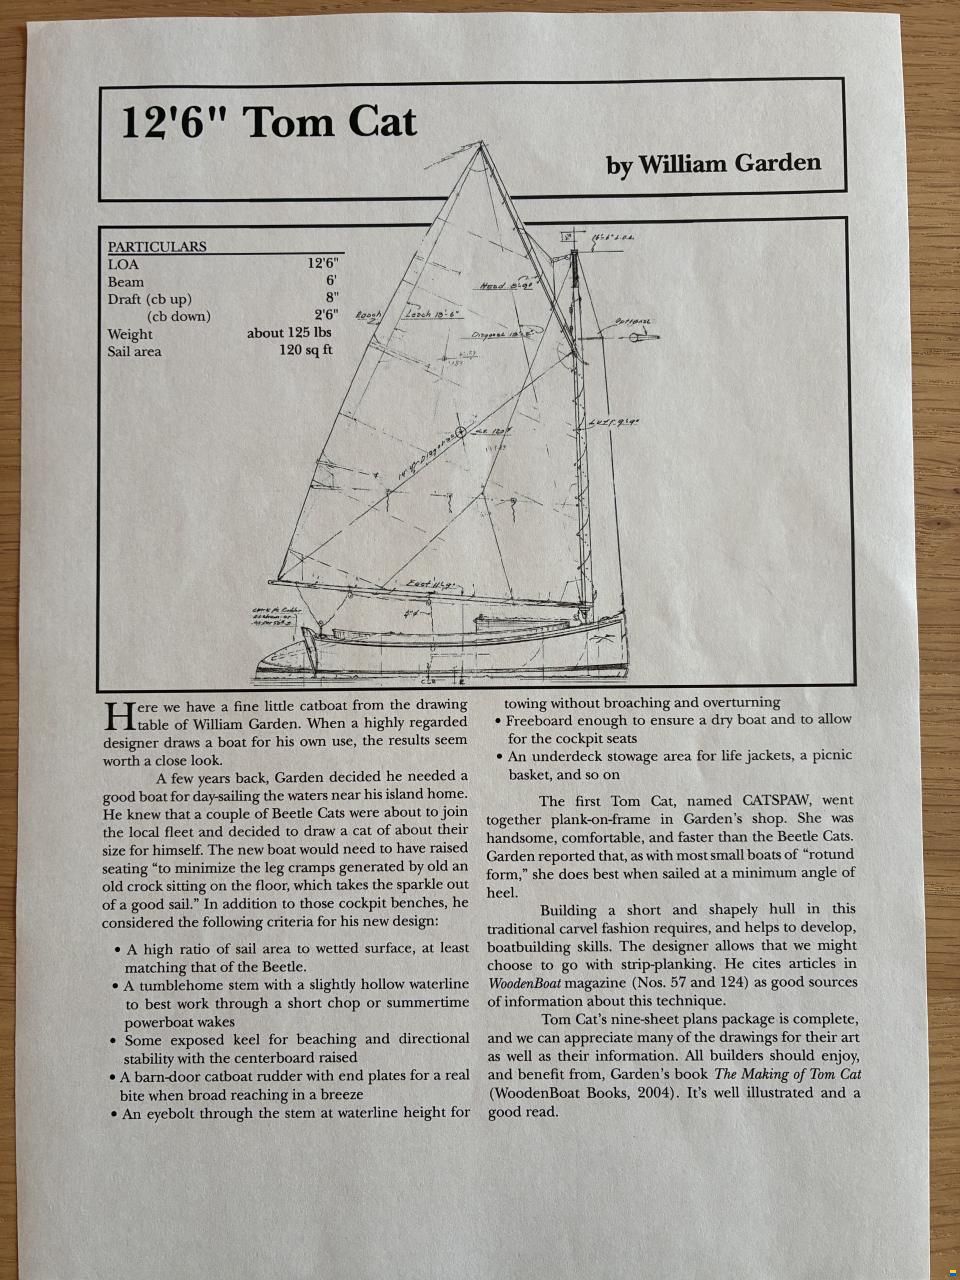 12'6" Tom Cat
by William Garden
PARTICULARS
LOA 12'6"
Beam 6'
Draft (cb up) 8"
(cb down) 2'6"
Weight about 125 lbs
Sail area 120 sq ft
Roach
Leech 13'-6"
Head
Diagonal
Optional
Luff
Foot
Here we have a fine little catboat from the drawing
table of William Garden. When a highly regarded
designer draws a boat for his own use, the results seem
worth a close look.
A few years back, Garden decided he needed a
good boat for day-sailing the waters near his island home.
He knew that a couple of Beetle Cats were about to join
the local fleet and decided to draw a cat of about their
size for himself. The new boat would need to have raised
seating “to minimize the leg cramps generated by old an
old crock sitting on the floor, which takes the sparkle out
of a good sail.” In addition to those cockpit benches, he
considered the following criteria for his new design:
• A high ratio of sail area to wetted surface, at least
matching that of the Beetle.
• A tumblehome stem with a slightly hollow waterline
to best work through a short chop or summertime
powerboat wakes
• Some exposed keel for beaching and directional
stability with the centerboard raised
• A barn-door catboat rudder with end plates for a real
bite when broad reaching in a breeze
• An eyebolt through the stem at waterline height for
towing without broaching and overturning
• Freeboard enough to ensure a dry boat and to allow
for the cockpit seats
• An underdeck stowage area for life jackets, a picnic
basket, and so on
The first Tom Cat, named CATSPAW, went
together plank-on-frame in Garden’s shop. She was
handsome, comfortable, and faster than the Beetle Cats.
Garden reported that, as with most small boats of “rotund
form,” she does best when sailed at a minimum angle of
heel.
Building a short and shapely hull in this
traditional carvel fashion requires, and helps to develop,
boatbuilding skills. The designer allows that we might
choose to go with strip-planking. He cites articles in
WoodenBoat magazine (Nos. 57 and 124) as good sources
of information about this technique.
Tom Cat’s nine-sheet plans package is complete,
and we can appreciate many of the drawings for their art
as well as their information. All builders should enjoy,
and benefit from, Garden’s book The Making of Tom Cat
(WoodenBoat Books, 2004). It’s well illustrated and a
good read.